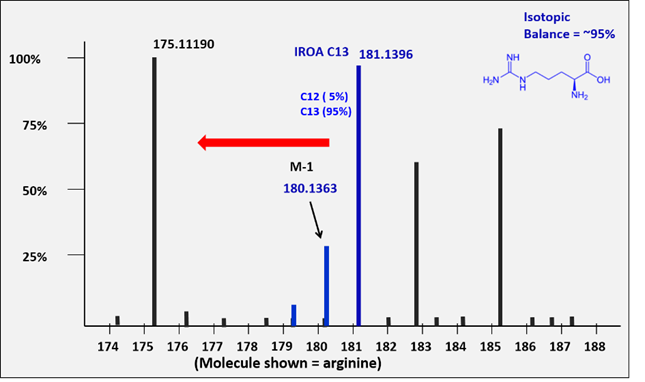 Isotopic
Balance = ~95%
175.11190
IROA C13 181.1396
100%
C12 ( 5%)
C13 (95%)
75%
M-1
50%
180.1363
25%
NH
H₂N
N
H
O
OH
NH₂
174 175 176 177 178 179 180 181 182 183 184 185 186 187 188
(Molecule shown = arginine)